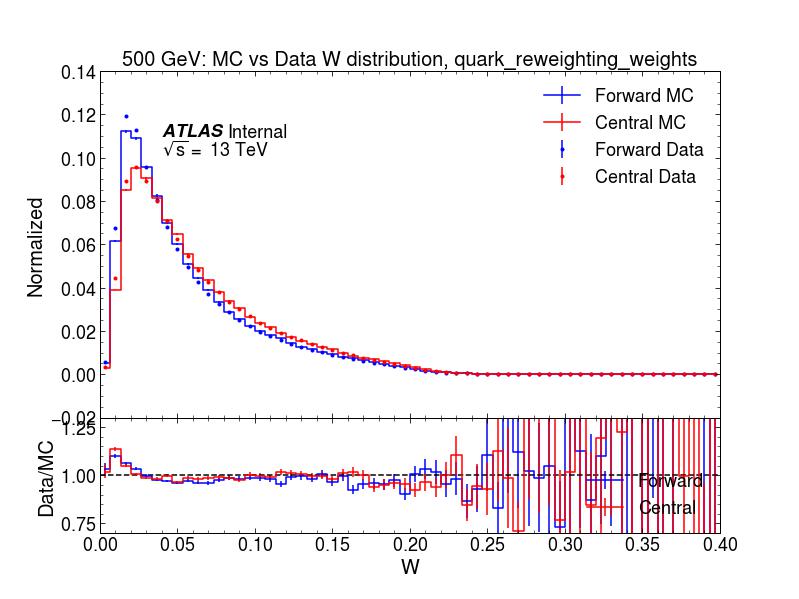 500 GeV: MC vs Data W distribution, quark_reweighting_weights
0.14
0.12
0.10
0.08
0.06
0.04
0.02
0.00
−0.02
Normalized
ATLAS Internal
√s = 13 TeV
Forward MC
Central MC
Forward Data
Central Data
1.25
1.00
0.75
Data/MC
Forward
Central
0.00 0.05 0.10 0.15 0.20 0.25 0.30 0.35 0.40
W